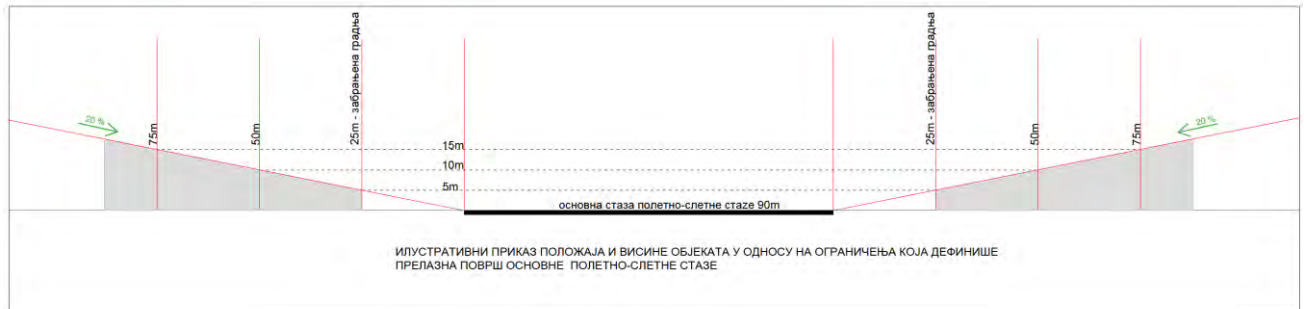 20 %
75m
50m
25m - забрањена градња
15m
10m
5m
основна стаза полетно-слетне стаze 90m
25m - забрањена градња
50m
75m
20 %
ИЛУСТРАТИВНИ ПРИКАЗ ПОЛОЖАЈА И ВИСИНЕ ОБЈЕКАТА У ОДНОСУ НА ОГРАНИЧЕЊА КОЈА ДЕФИНИШЕ
ПРЕЛАЗНА ПОВРШ ОСНОВНЕ ПОЛЕТНО-СЛЕТНЕ СТАЗЕ